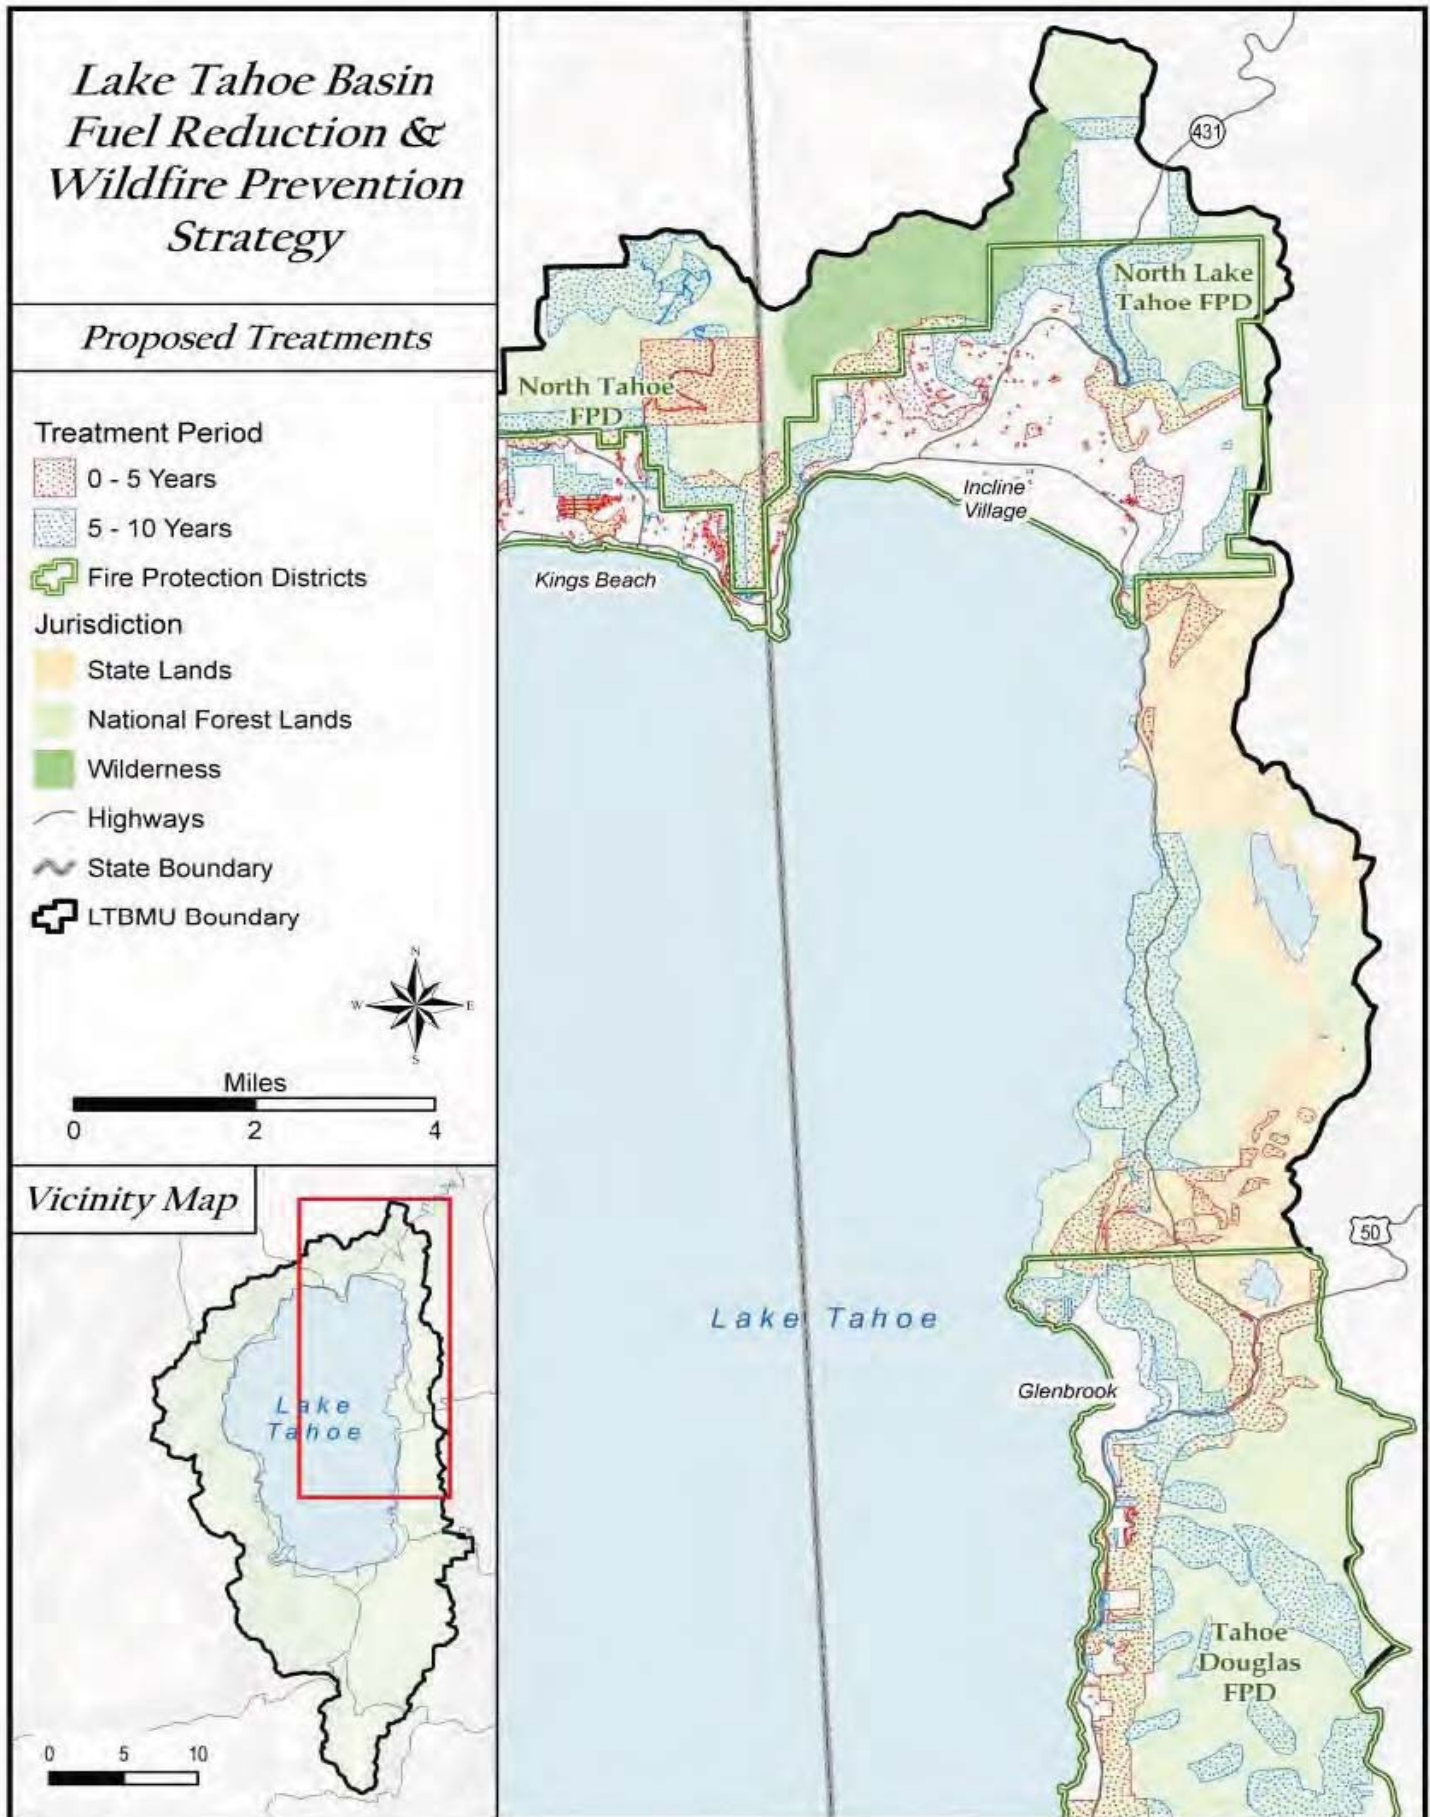 Lake Tahoe Basin
Fuel Reduction &
Wildfire Prevention
Strategy
Proposed Treatments
Treatment Period
0 - 5 Years
5 - 10 Years
Fire Protection Districts
Jurisdiction
State Lands
National Forest Lands
Wilderness
Highways
State Boundary
LTBMU Boundary
N
W E
S
Miles
0 2 4
Vicinity Map
Lake
Tahoe
0 5 10
431
North Lake
Tahoe FPD
North Tahoe
FPD
Incline
Village
Kings Beach
50
Lake Tahoe
Glenbrook
Tahoe
Douglas
FPD